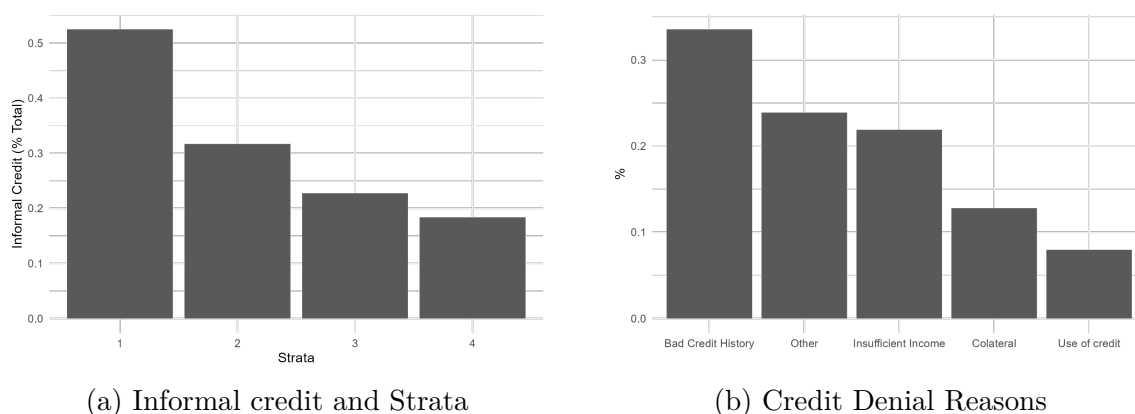 Informal Credit (% Total)
0.5
0.4
0.3
0.2
0.1
0.0
1 2 3 4
Strata
(a) Informal credit and Strata
%
0.3
0.2
0.1
0.0
Bad Credit History Other Insufficient Income Colateral Use of credit
(b) Credit Denial Reasons